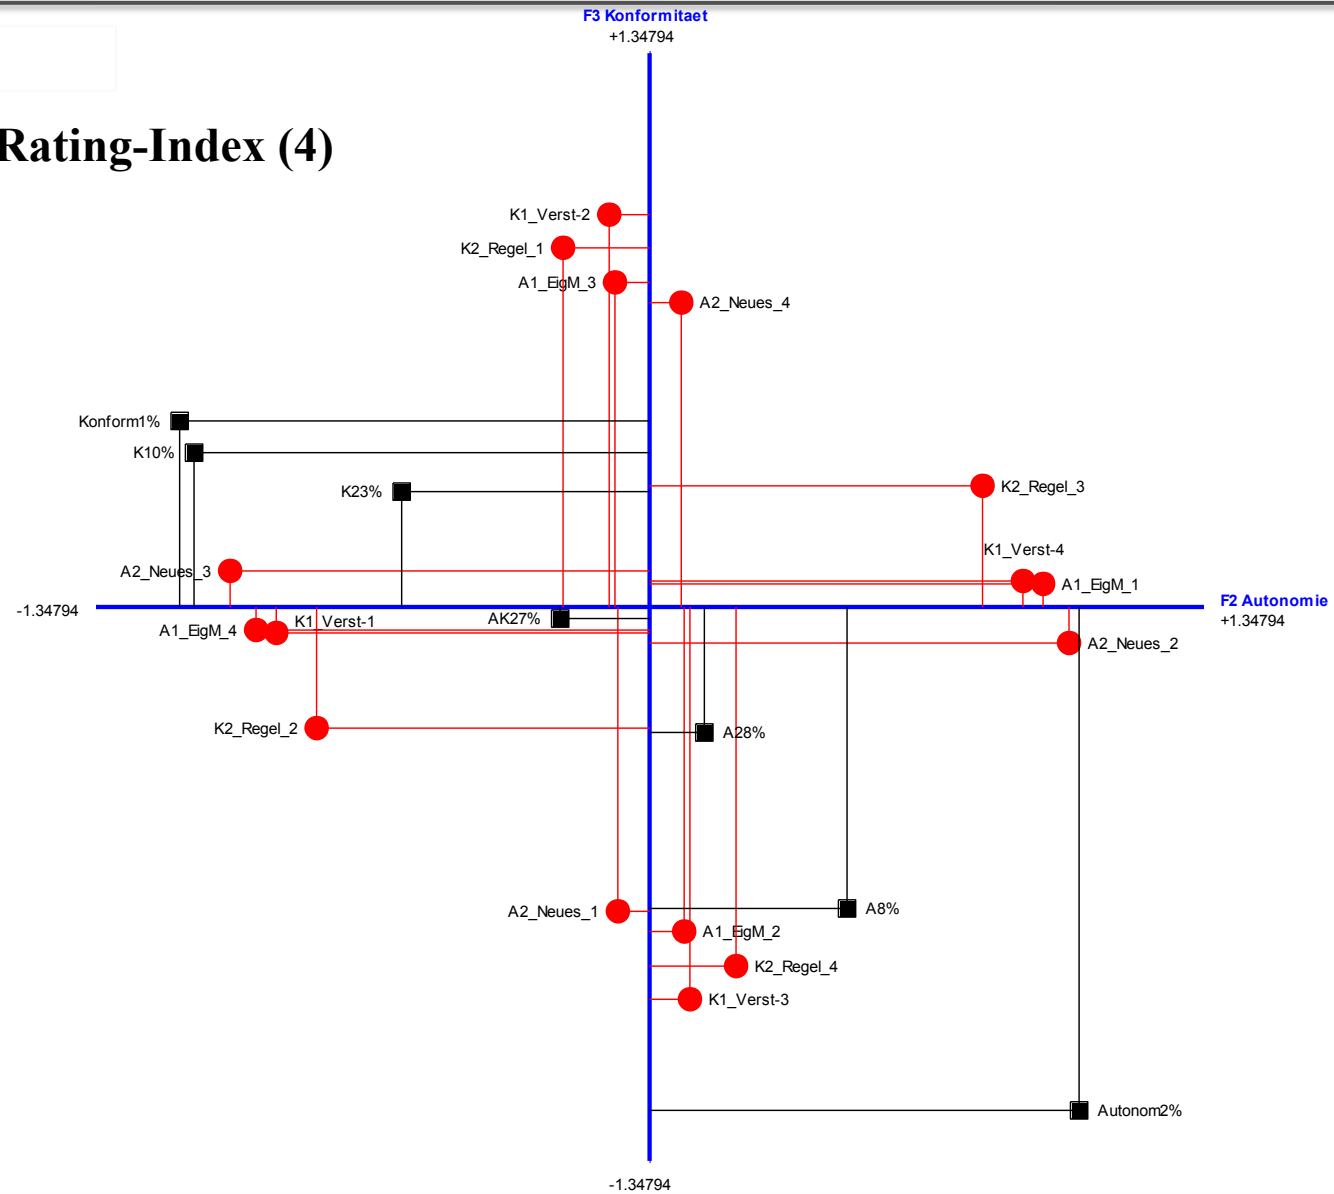 F3 Konformitaet
+1.34794
Rating-Index (4)
K1_Verst-2
K2_Regel_1
A1_EigM_3
A2_Neues_4
Konform1%
K10%
K23%
K2_Regel_3
K1_Verst-4
A2_Neues_3
A1_EigM_1
-1.34794
F2 Autonomie
+1.34794
AK27%
K1_Verst-1
A1_EigM_4
A2_Neues_2
K2_Regel_2
A28%
A2_Neues_1
A8%
A1_EigM_2
K2_Regel_4
K1_Verst-3
Autonom2%
-1.34794